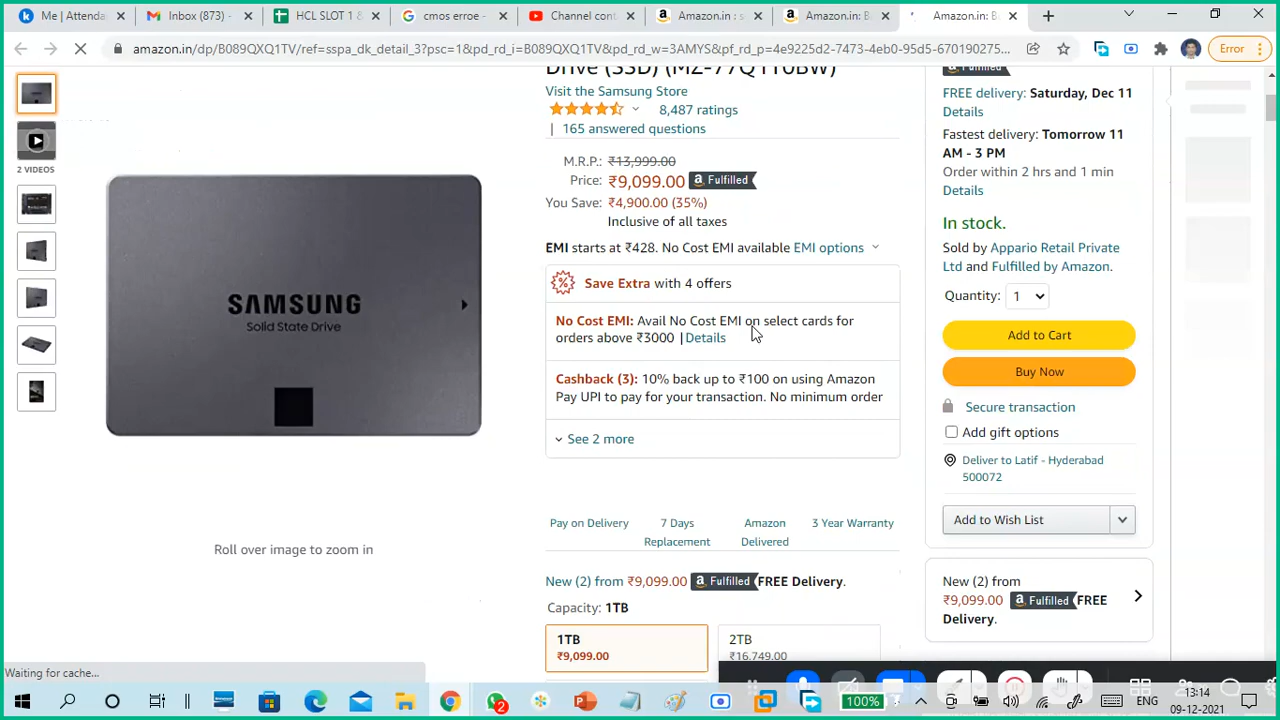 Me | Attendan
Inbox (873) -
HCL SLOT 1 &
cmos erroe -
Channel cont
Amazon.in : s
Amazon.in: B
Amazon.in: B
amazon.in/dp/B089QXQ1TV/ref=sspa_dk_detail_3?psc=1&pd_rd_i=B089QXQ1TV&pd_rd_w=3AMYS&pf_rd_p=4e9225d2-7473-4eb0-95d5-670190275...
Error
2 VIDEOS
SAMSUNG
Solid State Drive
Roll over image to zoom in
Drive (SSD) (MZ-77Q1T0BW)
Visit the Samsung Store
8,487 ratings
| 165 answered questions
M.R.P.: ₹13,999.00
Price: ₹9,099.00 Fulfilled
You Save: ₹4,900.00 (35%)
Inclusive of all taxes
EMI starts at ₹428. No Cost EMI available EMI options
Save Extra with 4 offers
No Cost EMI: Avail No Cost EMI on select cards for
orders above ₹3000 |Details
Cashback (3): 10% back up to ₹100 on using Amazon
Pay UPI to pay for your transaction. No minimum order
See 2 more
Pay on Delivery
7 Days
Replacement
Amazon
Delivered
3 Year Warranty
New (2) from ₹9,099.00 Fulfilled FREE Delivery.
Capacity: 1TB
1TB
₹9,099.00
2TB
₹16,749.00
Fulfilled
FREE delivery: Saturday, Dec 11
Details
Fastest delivery: Tomorrow 11
AM - 3 PM
Order within 2 hrs and 1 min
Details
In stock.
Sold by Appario Retail Private
Ltd and Fulfilled by Amazon.
Quantity: 1
Add to Cart
Buy Now
Secure transaction
Add gift options
Deliver to Latif - Hyderabad
500072
Add to Wish List
New (2) from
₹9,099.00 Fulfilled FREE
Delivery.
Waiting for cache...
2
100%
ENG
13:14
09-12-2021